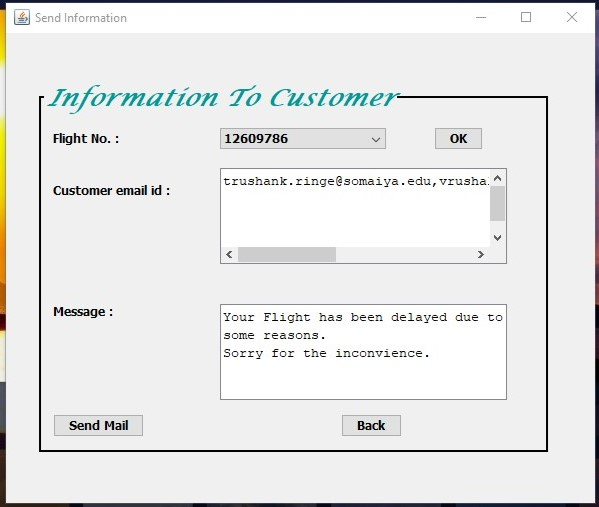 Send Information
Information To Customer
Flight No. : 12609786 OK
Customer email id : trushank.ringe@somaiya.edu,vrusha
Message : Your Flight has been delayed due to
some reasons.
Sorry for the inconvience.
Send Mail Back